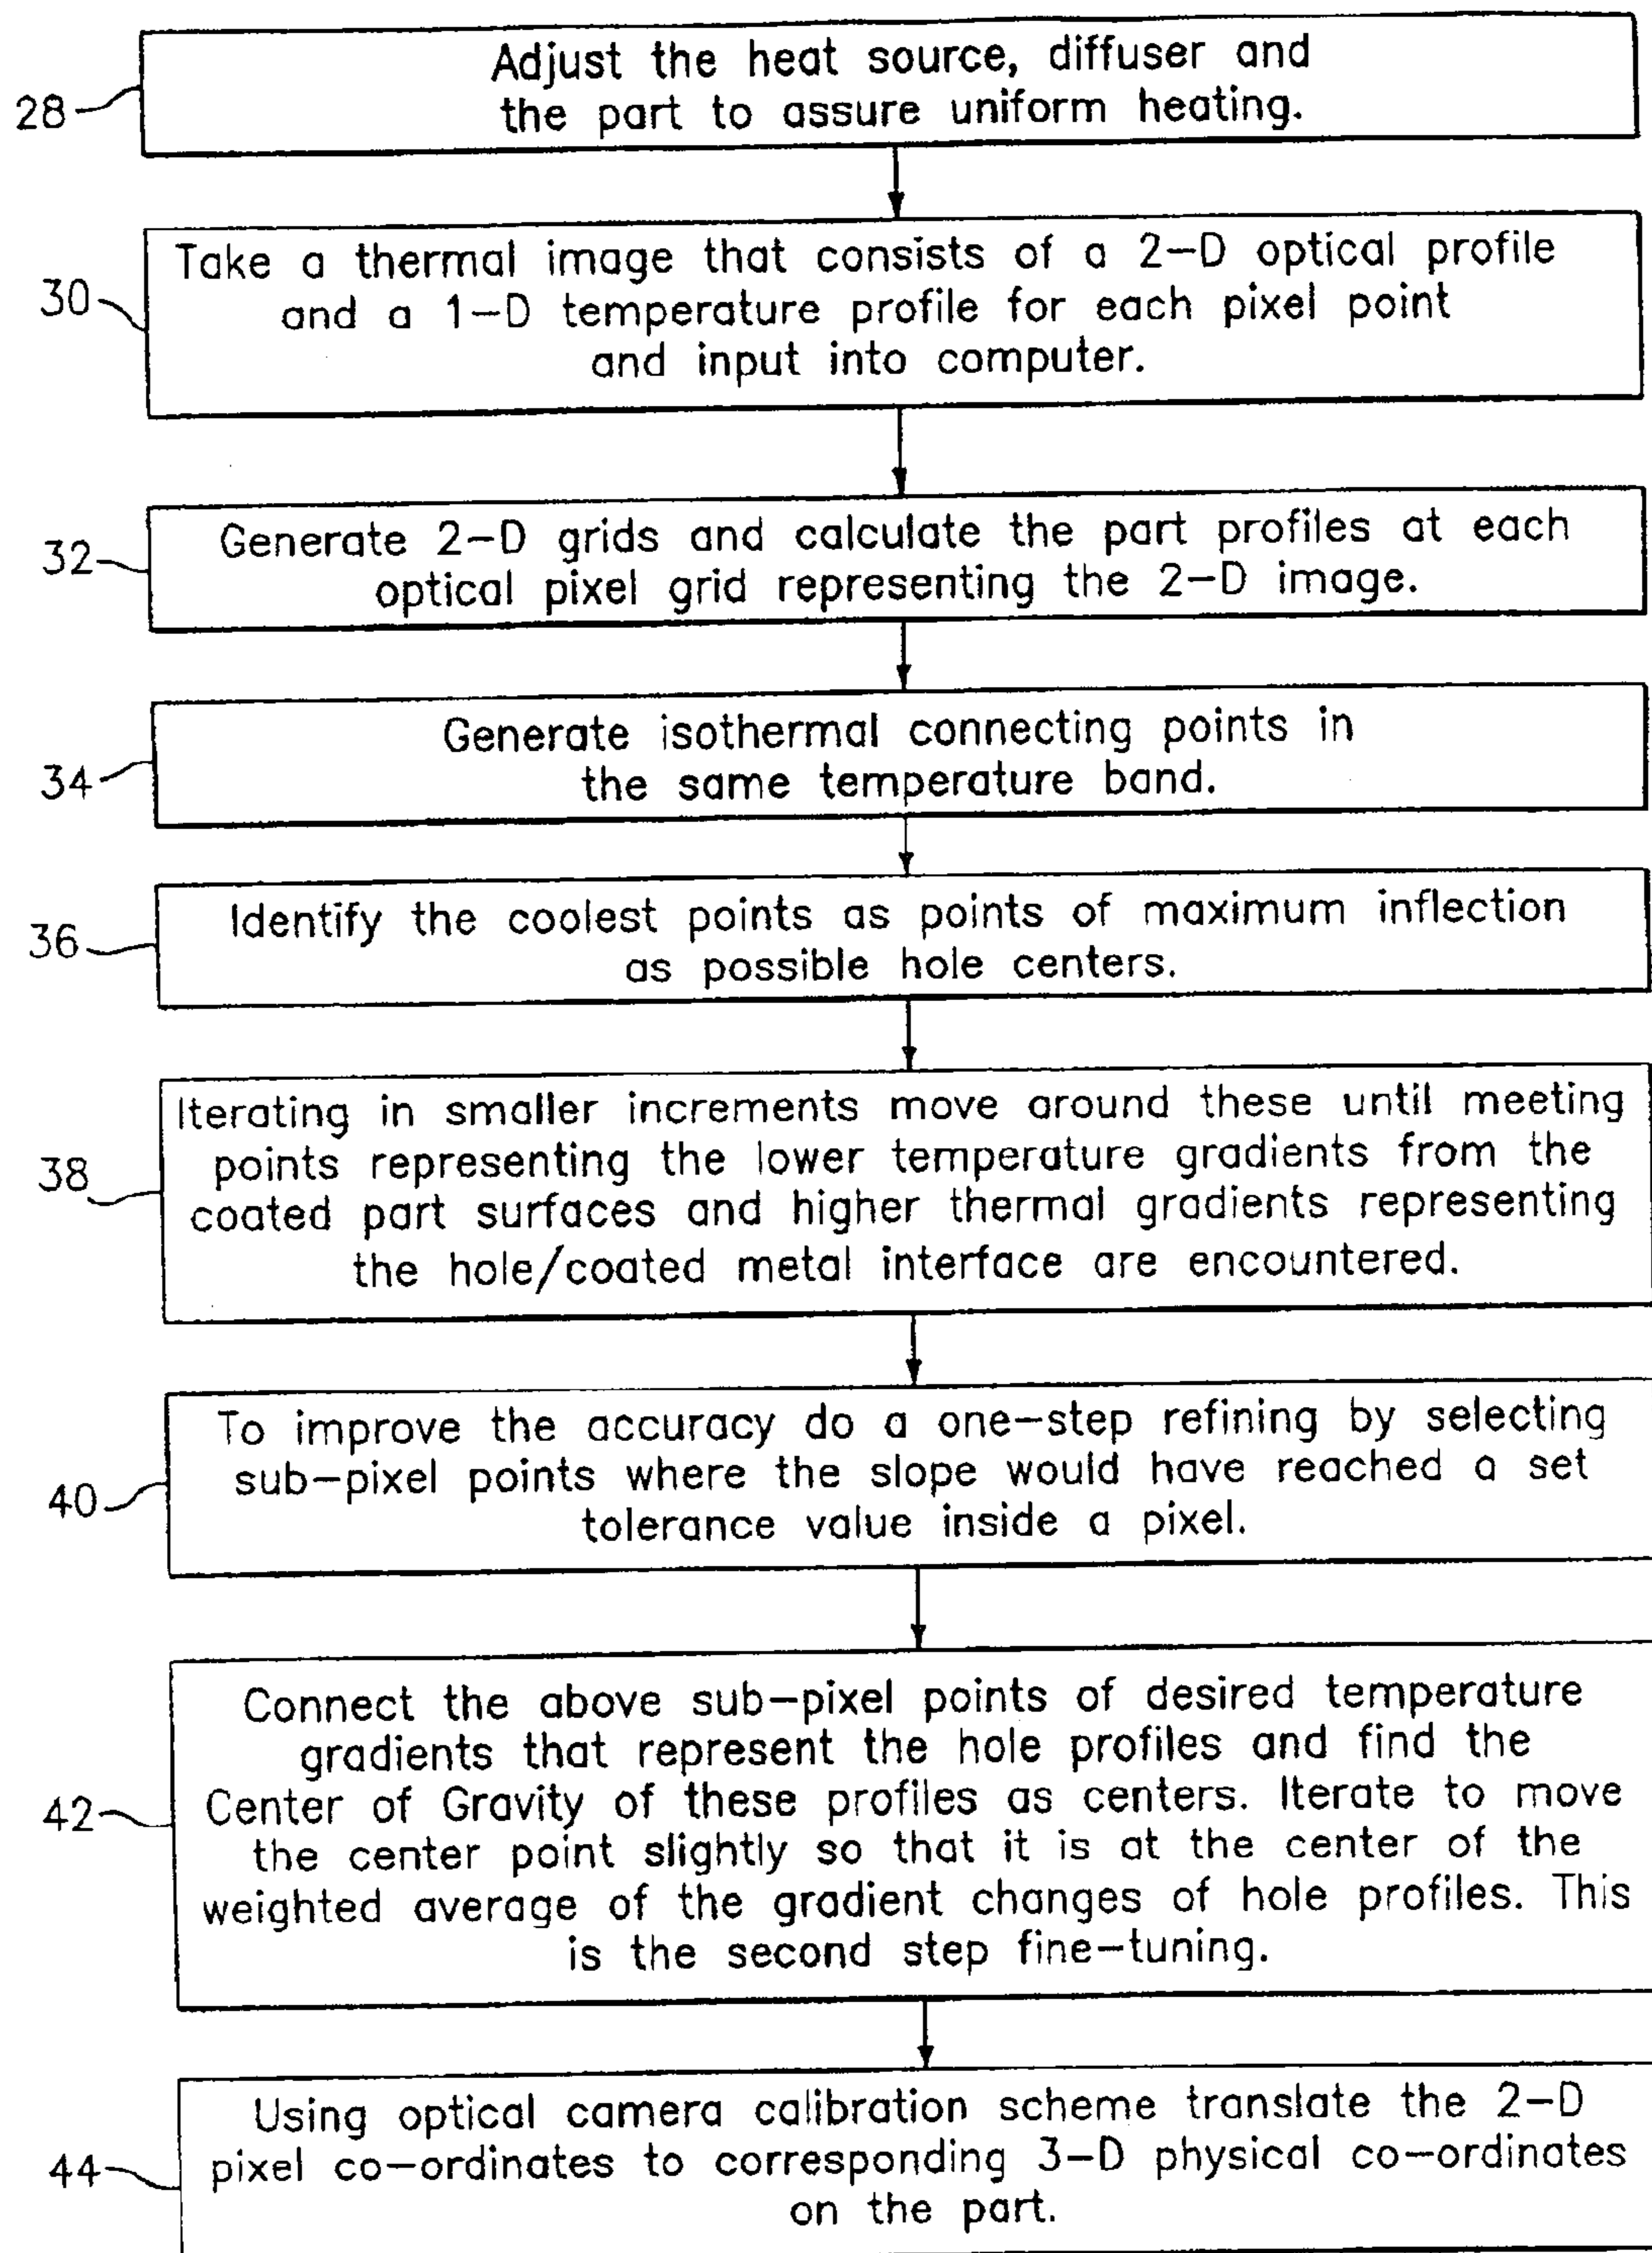 Adjust the heat source, diffuser and
28
the part to assure uniform heating.
Take a thermal image that consists of a 2-D optical profile
30
and a 1-D temperature profile for each pixel point
and input into computer.
Generate 2-D grids and calculate the part profiles at each
32
optical pixel grid representing the 2-D image.
Generate isothermal connecting points in
34
the same temperature band.
Identify the coolest points as points of maximum inflection
36
as possible hole centers.
Iterating in smaller increments move around these until meeting
points representing the lower temperature gradients from the
38
coated part surfaces and higher thermal gradients representing
the hole/coated metal interface are encountered.
To improve the accuracy do a one-step refining by selecting
sub-pixel points where the slope would have reached a set
40
tolerance value inside a pixel.
Connect the above sub-pixel points of desired temperature
gradients that represent the hole profiles and find the
42
Center of Gravity of these profiles as centers. Iterate to move
the center point slightly so that it is at the center of the
weighted average of the gradient changes of hole profiles. This
is the second step fine-tuning.
Using optical camera calibration scheme translate the 2-D
44
pixel co-ordinates to corresponding 3-D physical co-ordinates
on the part.